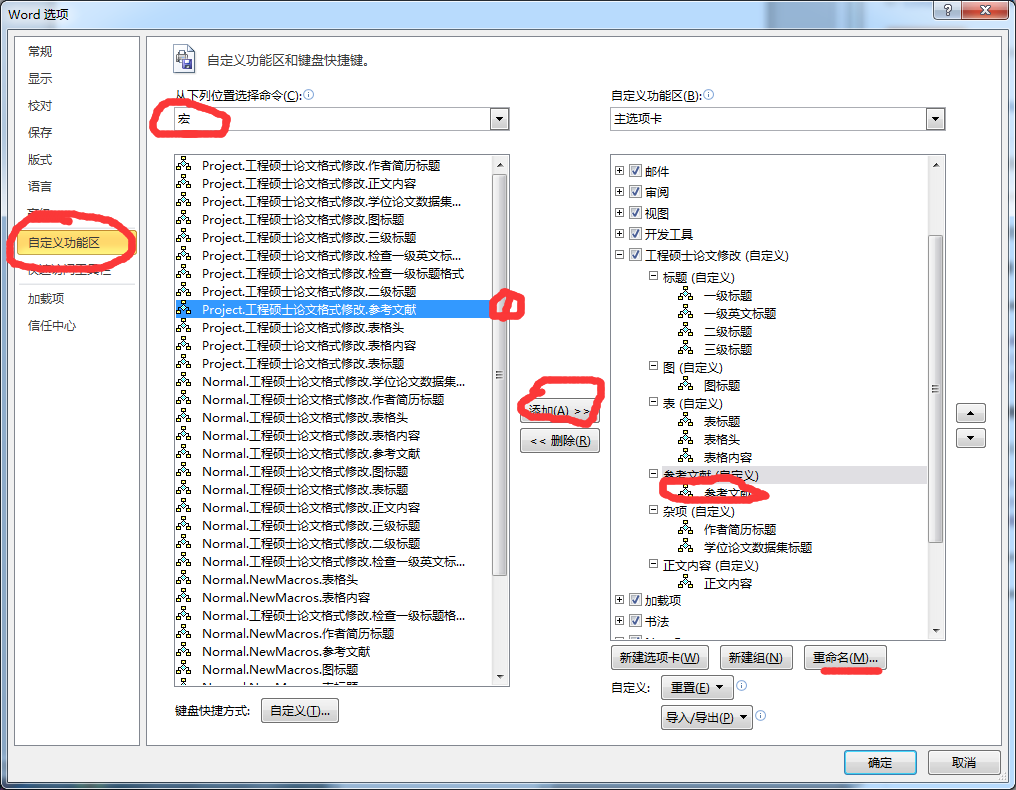 Word 选项
常规
显示
校对
保存
版式
语言
自定义功能区
快速访问工具栏
加载项
信任中心
自定义功能区和键盘快捷键。
从下列位置选择命令(C):
宏
Project.工程硕士论文格式修改.作者简历标题
Project.工程硕士论文格式修改.正文内容
Project.工程硕士论文格式修改.学位论文数据集...
Project.工程硕士论文格式修改.图标题
Project.工程硕士论文格式修改.三级标题
Project.工程硕士论文格式修改.检查一级英文标...
Project.工程硕士论文格式修改.检查一级标题格式
Project.工程硕士论文格式修改.二级标题
Project.工程硕士论文格式修改.参考文献
Project.工程硕士论文格式修改.表格头
Project.工程硕士论文格式修改.表格内容
Project.工程硕士论文格式修改.表标题
Normal.工程硕士论文格式修改.学位论文数据集...
Normal.工程硕士论文格式修改.作者简历标题
Normal.工程硕士论文格式修改.表格头
Normal.工程硕士论文格式修改.表格内容
Normal.工程硕士论文格式修改.参考文献
Normal.工程硕士论文格式修改.图标题
Normal.工程硕士论文格式修改.表标题
Normal.工程硕士论文格式修改.正文内容
Normal.工程硕士论文格式修改.三级标题
Normal.工程硕士论文格式修改.二级标题
Normal.工程硕士论文格式修改.检查一级英文标...
Normal.NewMacros.表格头
Normal.NewMacros.表格内容
Normal.工程硕士论文格式修改.检查一级标题格...
Normal.NewMacros.作者简历标题
Normal.NewMacros.参考文献
Normal.NewMacros.图标题
键盘快捷方式:
自定义(T)...
添加(A) >>
<< 删除(R)
自定义功能区(B):
主选项卡
邮件
审阅
视图
开发工具
工程硕士论文修改 (自定义)
标题 (自定义)
一级标题
一级英文标题
二级标题
三级标题
图 (自定义)
图标题
表 (自定义)
表标题
表格头
表格内容
参考文献 (自定义)
参考文献
杂项 (自定义)
作者简历标题
学位论文数据集标题
正文内容 (自定义)
正文内容
加载项
书法
新建选项卡(W)
新建组(N)
重命名(M)...
自定义:
重置(E)
导入/导出(P)
确定
取消